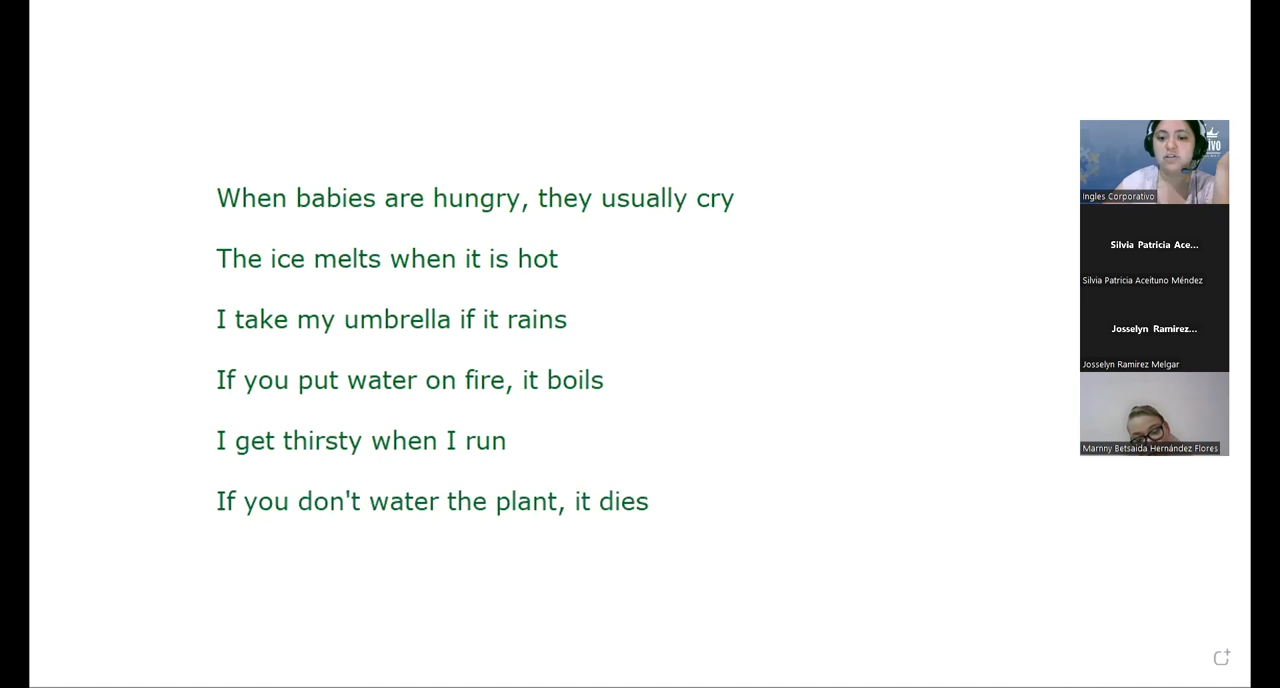 When babies are hungry, they usually cry
The ice melts when it is hot
I take my umbrella if it rains
If you put water on fire, it boils
I get thirsty when I run
If you don't water the plant, it dies
Ingles Corporativo
Silvia Patricia Ace...
Silvia Patricia Aceituno Méndez
Josselyn Ramirez...
Josselyn Ramirez Melgar
Marnny Betsaida Hernández Flores